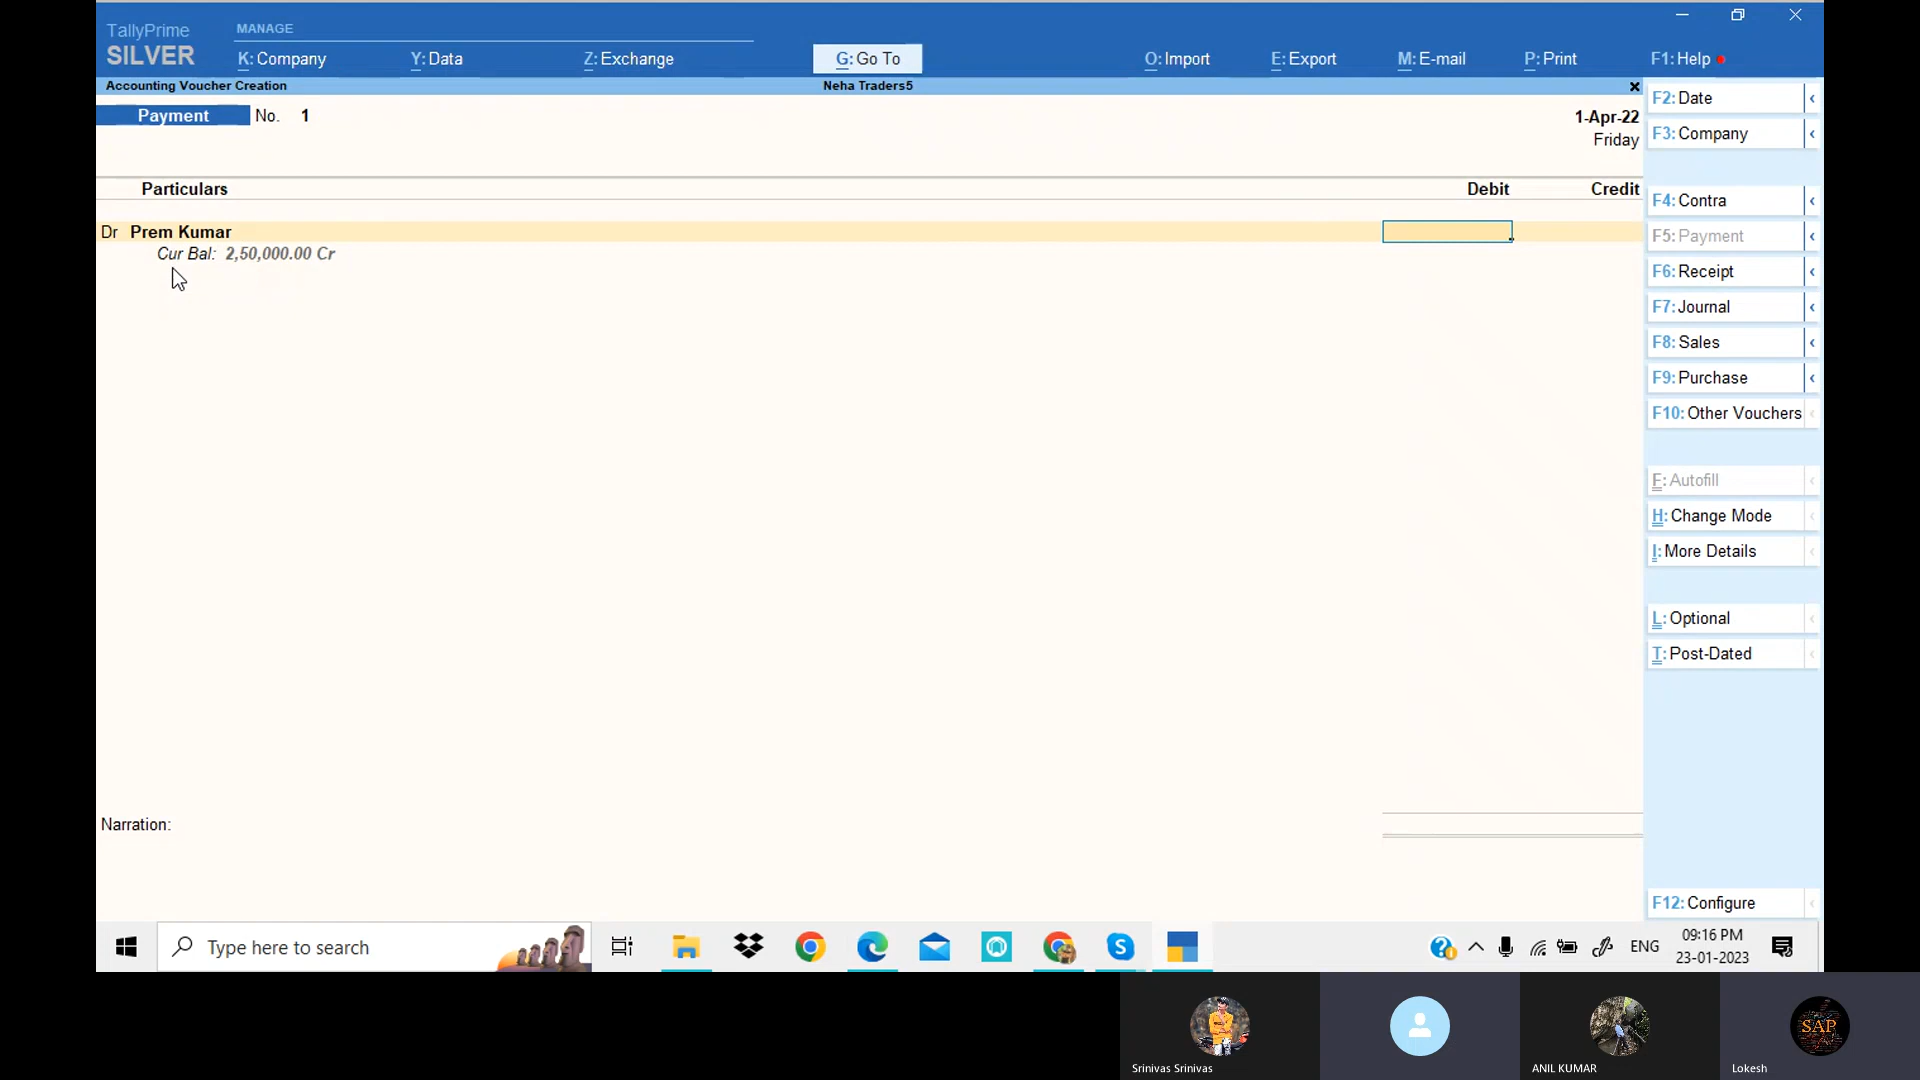 TallyPrime
SILVER
MANAGE
K: Company
Y: Data
Z: Exchange
G: Go To
O: Import
E: Export
M: E-mail
P: Print
F1: Help
Accounting Voucher Creation
Neha Traders5
Payment
No. 1
1-Apr-22
Friday
Particulars
Debit
Credit
Dr Prem Kumar
Cur Bal: 2,50,000.00 Cr
Narration:
F2: Date
F3: Company
F4: Contra
F5: Payment
F6: Receipt
F7: Journal
F8: Sales
F9: Purchase
F10: Other Vouchers
F: Autofill
H: Change Mode
I: More Details
L: Optional
T: Post-Dated
F12: Configure
Type here to search
ENG
09:16 PM
23-01-2023
SAP
Srinivas Srinivas
ANIL KUMAR
Lokesh